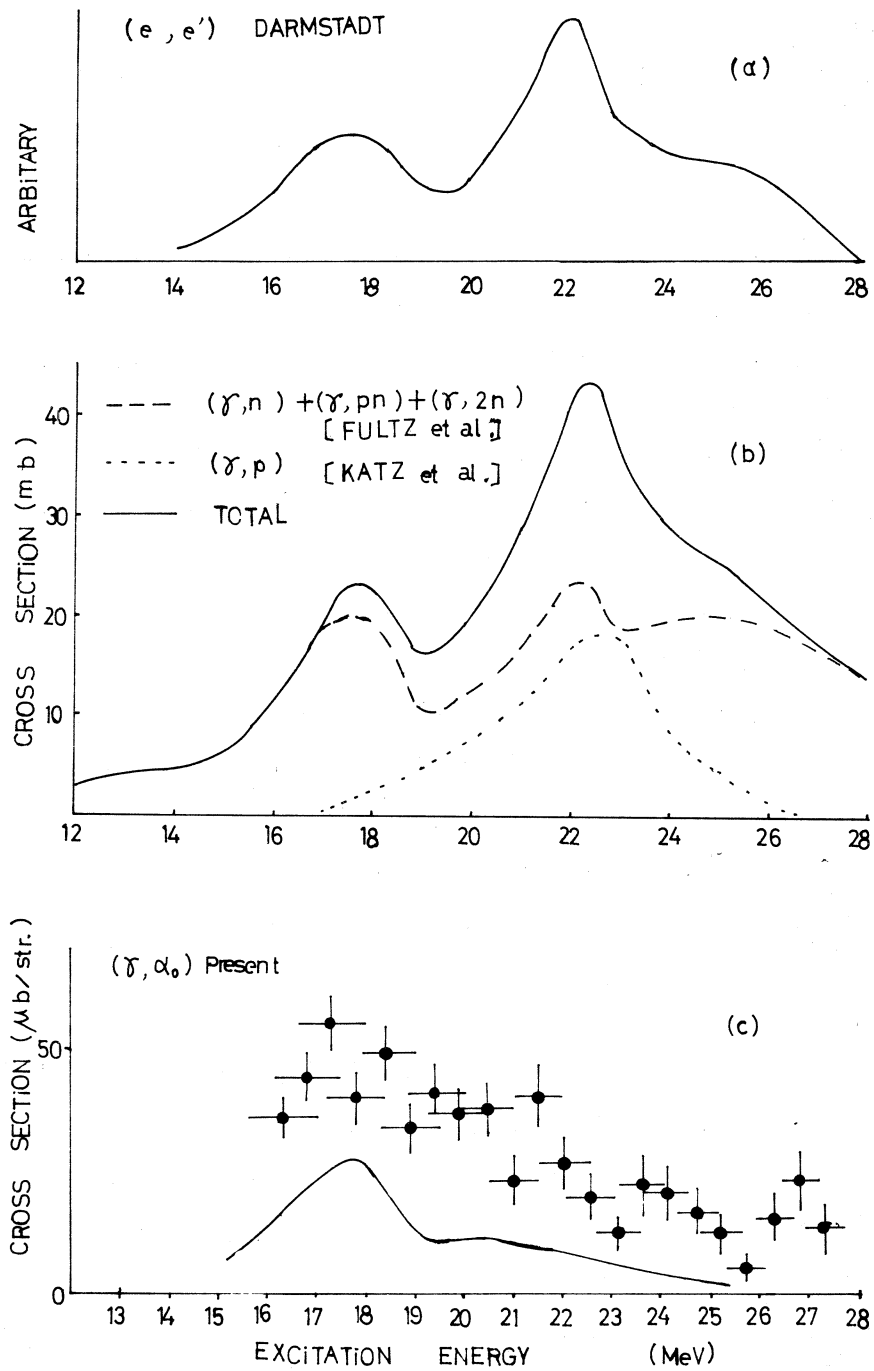 (e , e') DARMSTADT
(a)
ARBiTARY
12 14 16 18 20 22 24 26 28
(γ,n) +(γ,pn)+(γ,2n)
[FULTZ et al.]
(γ,p) [KATZ et al.]
TOTAL
(b)
CROSS SECTiON (mb)
40
30
20
10
12 14 16 18 20 22 24 26 28
(γ,α₀) Present
(c)
CROSS SECTiON (μb/str.)
50
0
13 14 15 16 17 18 19 20 21 22 23 24 25 26 27 28
EXCiTATiON ENERGY (MeV)